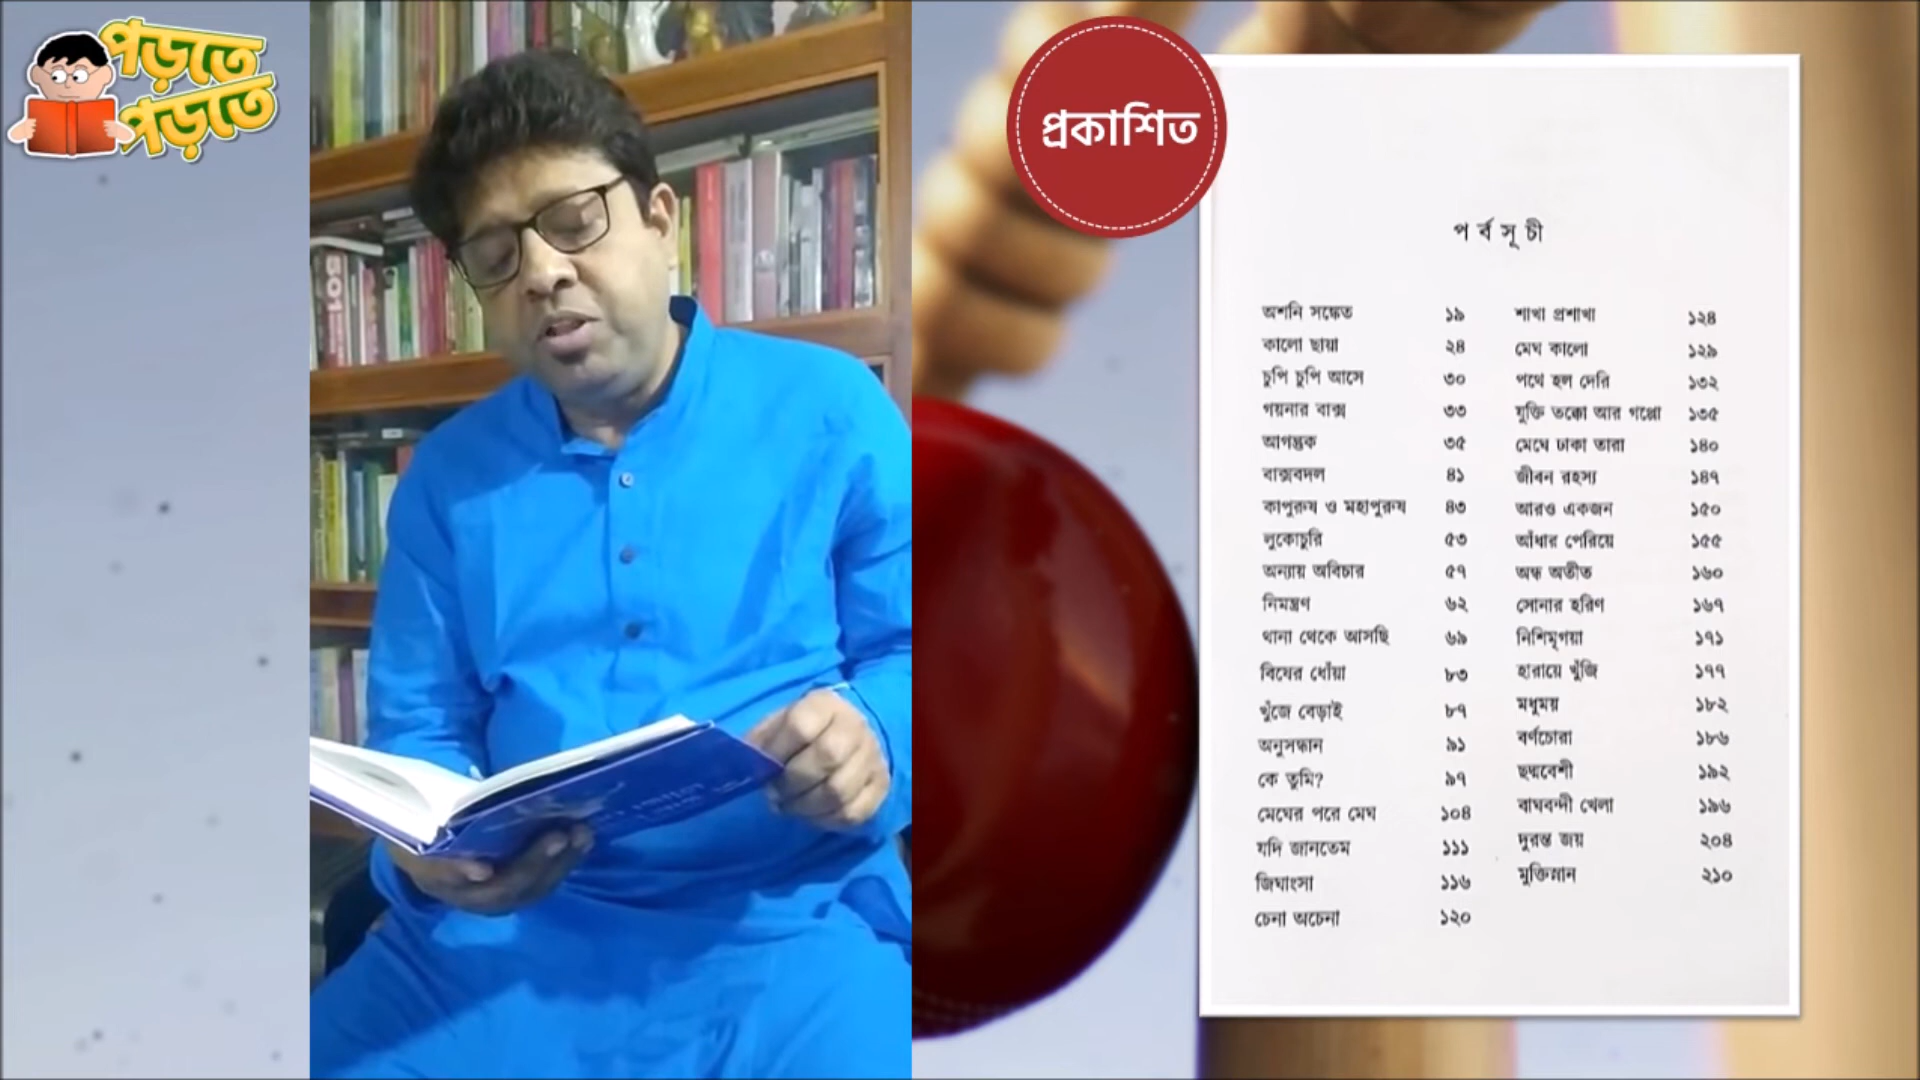 পড়তে
পড়তে
প্রকাশিত
পর্বসূচী
অশনি সঙ্কেত ১৯
কালো ছায়া ২৪
চুপি চুপি আসে ৩০
গয়নার বাক্স ৩৩
আগন্তুক ৩৫
বাক্সবদল ৪১
কাপুরুষ ও মহাপুরুষ ৪৩
লুকোচুরি ৫৩
অন্যায় অবিচার ৫৭
নিমন্ত্রণ ৬২
থানা থেকে আসছি ৬৯
বিষের ধোঁয়া ৮৩
খুঁজে বেড়াই ৮৭
অনুসন্ধান ৯১
কে তুমি? ৯৭
মেঘের পরে মেঘ ১০৪
যদি জানতেম ১১১
জিঘাংসা ১১৬
চেনা অচেনা ১২০
শাখা প্রশাখা ১২৪
মেঘ কালো ১২৯
পথে হল দেরি ১৩২
যুক্তি তক্কো আর গপ্পো ১৩৫
মেঘে ঢাকা তারা ১৪০
জীবন রহস্য ১৪৭
আরও একজন ১৫০
আঁধার পেরিয়ে ১৫৫
অন্ধ অতীত ১৬০
সোনার হরিণ ১৬৭
নিশিমৃগয়া ১৭১
হারায়ে খুঁজি ১৭৭
মধুময় ১৮২
বর্ণচোরা ১৮৬
ছদ্মবেশী ১৯২
বাঘবন্দী খেলা ১৯৬
দুরন্ত জয় ২০৪
মুক্তিস্নান ২১০
501